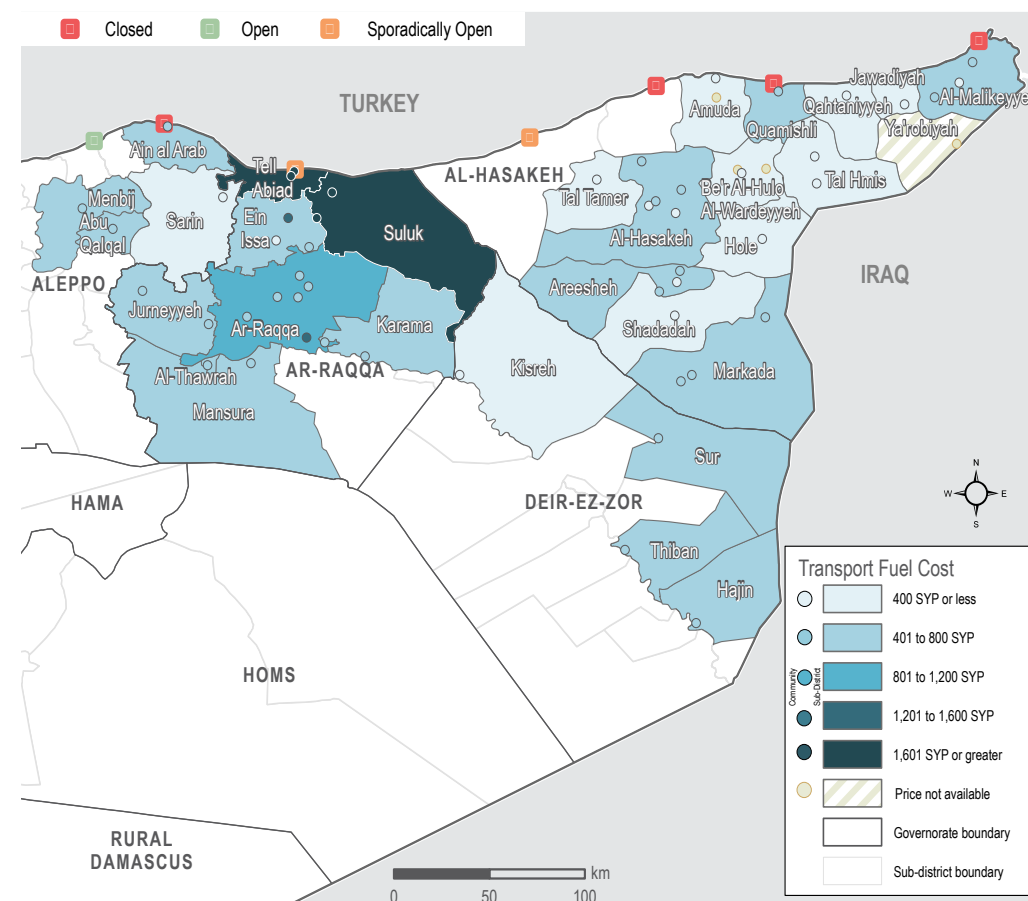 Closed
Open
Sporadically Open
TURKEY
Jawadiyah
Al-Malikeyye
Amuda
Qahtaniyyeh
Quamishli
Ya'robiyah
Ain al Arab
Tell
Abiad
AL-HASAKEH
Be'r Al-Hulo
Al-Wardeyyeh
Tal Hmis
Tal Tamer
Menbij
Abu
Qalqal
Sarin
Ein
Issa
Suluk
Al-Hasakeh
Hole
IRAQ
ALEPPO
Areesheh
Jurneyyeh
Ar-Raqqa
Karama
Shadadah
AR-RAQQA
Kisreh
Markada
Al-Thawrah
Mansura
Sur
HAMA
DEIR-EZ-ZOR
N
W
E
S
Thiban
Hajin
HOMS
RURAL
DAMASCUS
km
0
50
100
Transport Fuel Cost
Community
Sub-District
400 SYP or less
401 to 800 SYP
801 to 1,200 SYP
1,201 to 1,600 SYP
1,601 SYP or greater
Price not available
Governorate boundary
Sub-district boundary